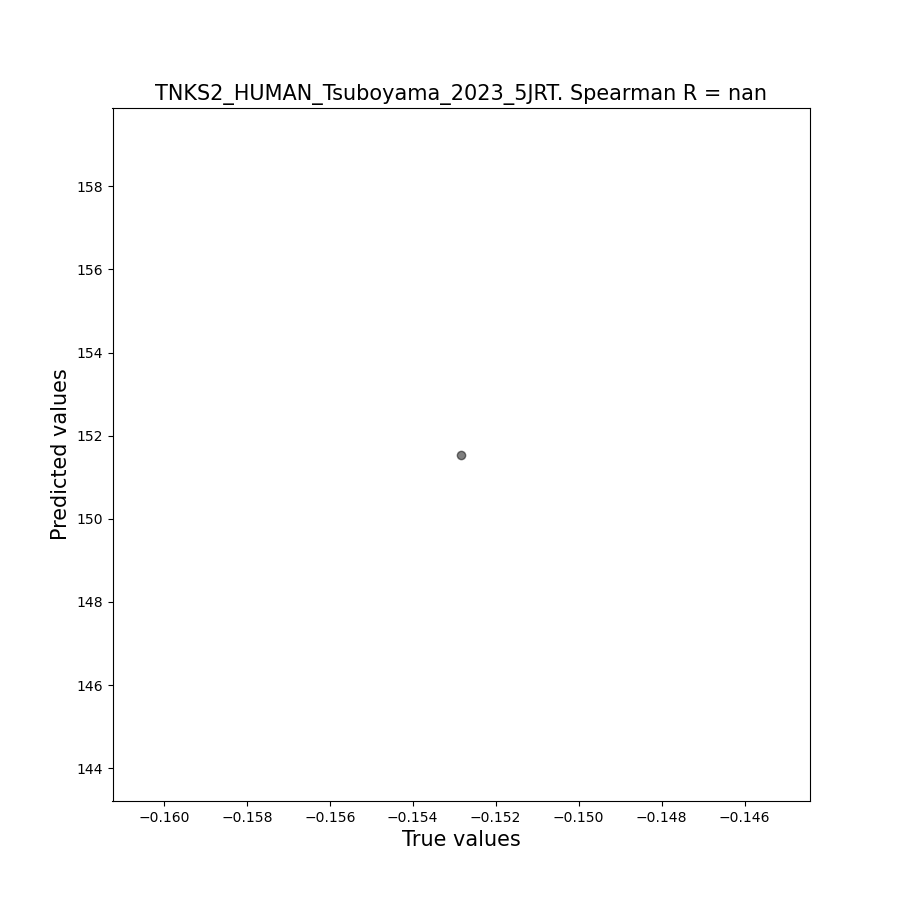 TNKS2_HUMAN_Tsuboyama_2023_5JRT. Spearman R = nan
158
156
154
152
150
148
146
144
Predicted values
−0.160 −0.158 −0.156 −0.154 −0.152 −0.150 −0.148 −0.146
True values